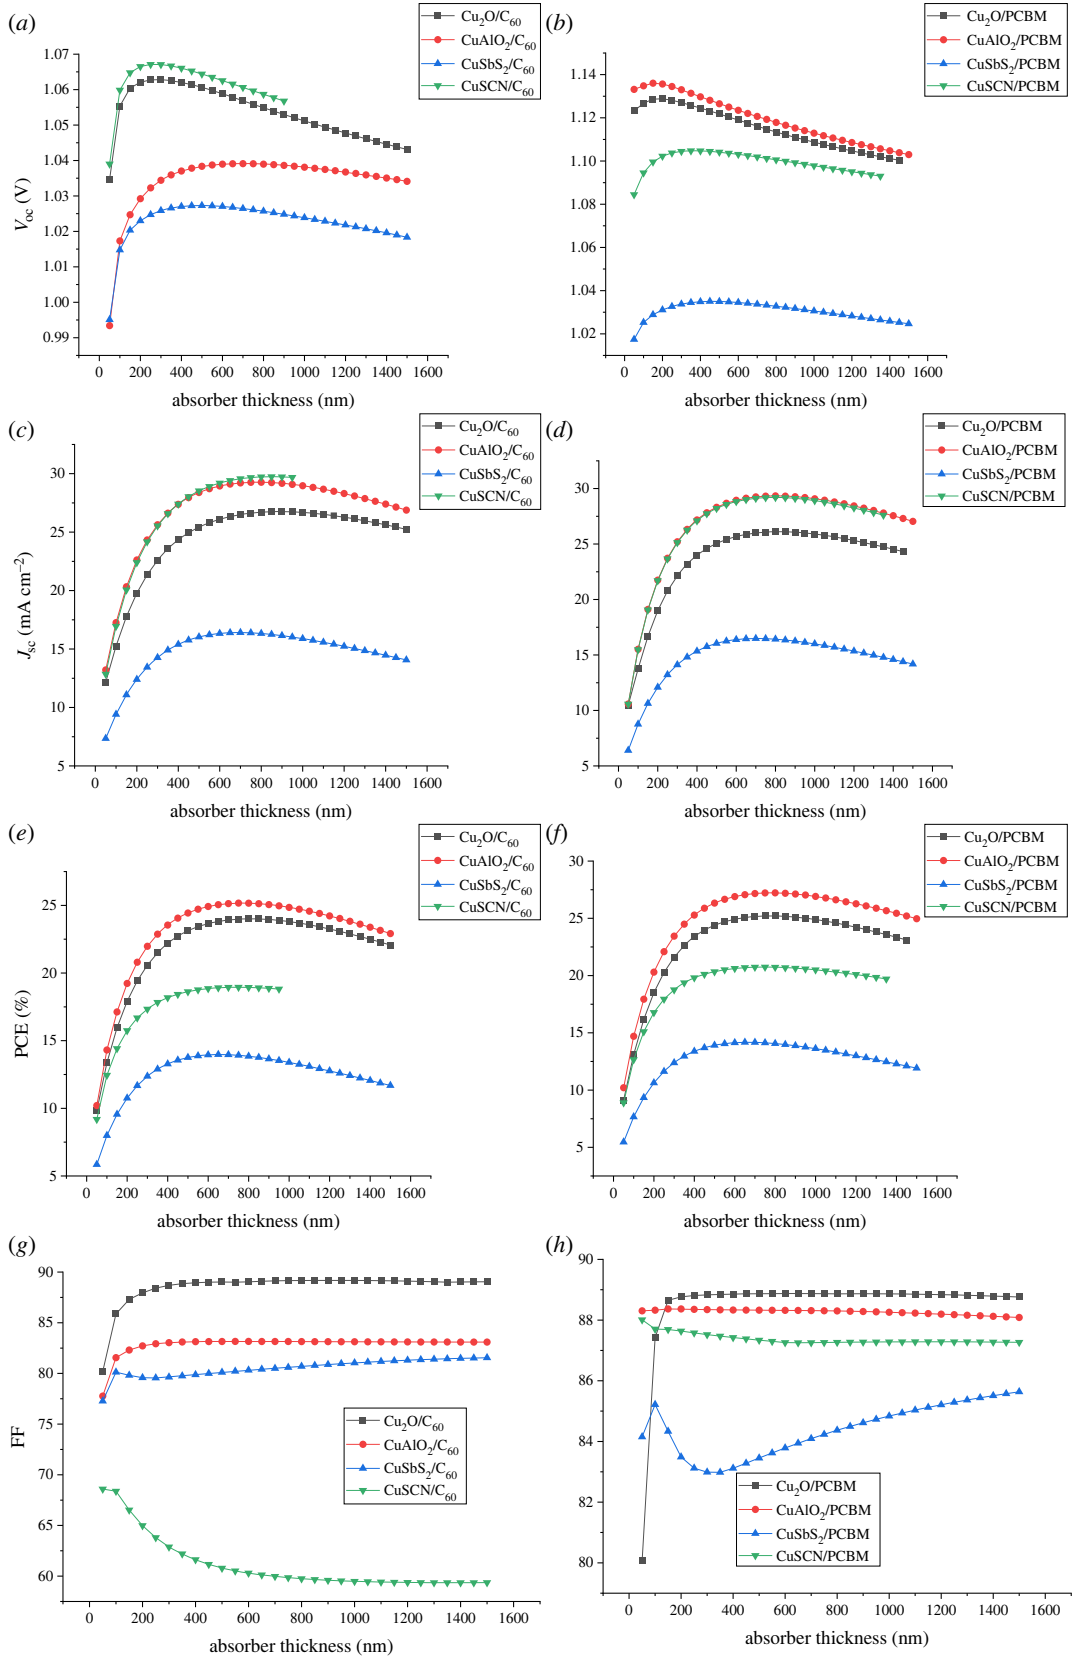 (a)
Cu2O/C60
CuAlO2/C60
CuSbS2/C60
CuSCN/C60
1.07
1.06
1.05
1.04
1.03
1.02
1.01
1.00
0.99
Voc (V)
0 200 400 600 800 1000 1200 1400 1600
absorber thickness (nm)
(b)
Cu2O/PCBM
CuAlO2/PCBM
CuSbS2/PCBM
CuSCN/PCBM
1.14
1.12
1.10
1.08
1.06
1.04
1.02
0 200 400 600 800 1000 1200 1400 1600
absorber thickness (nm)
(c)
Cu2O/C60
CuAlO2/C60
CuSbS2/C60
CuSCN/C60
30
25
20
15
10
5
Jsc (mA cm−2)
0 200 400 600 800 1000 1200 1400 1600
absorber thickness (nm)
(d)
Cu2O/PCBM
CuAlO2/PCBM
CuSbS2/PCBM
CuSCN/PCBM
30
25
20
15
10
5
0 200 400 600 800 1000 1200 1400 1600
absorber thickness (nm)
(e)
Cu2O/C60
CuAlO2/C60
CuSbS2/C60
CuSCN/C60
25
20
15
10
5
PCE (%)
0 200 400 600 800 1000 1200 1400 1600
absorber thickness (nm)
(f)
Cu2O/PCBM
CuAlO2/PCBM
CuSbS2/PCBM
CuSCN/PCBM
30
25
20
15
10
5
0 200 400 600 800 1000 1200 1400 1600
absorber thickness (nm)
(g)
90
85
80
75
70
65
60
FF
Cu2O/C60
CuAlO2/C60
CuSbS2/C60
CuSCN/C60
0 200 400 600 800 1000 1200 1400 1600
absorber thickness (nm)
(h)
90
88
86
84
82
80
Cu2O/PCBM
CuAlO2/PCBM
CuSbS2/PCBM
CuSCN/PCBM
0 200 400 600 800 1000 1200 1400 1600
absorber thickness (nm)